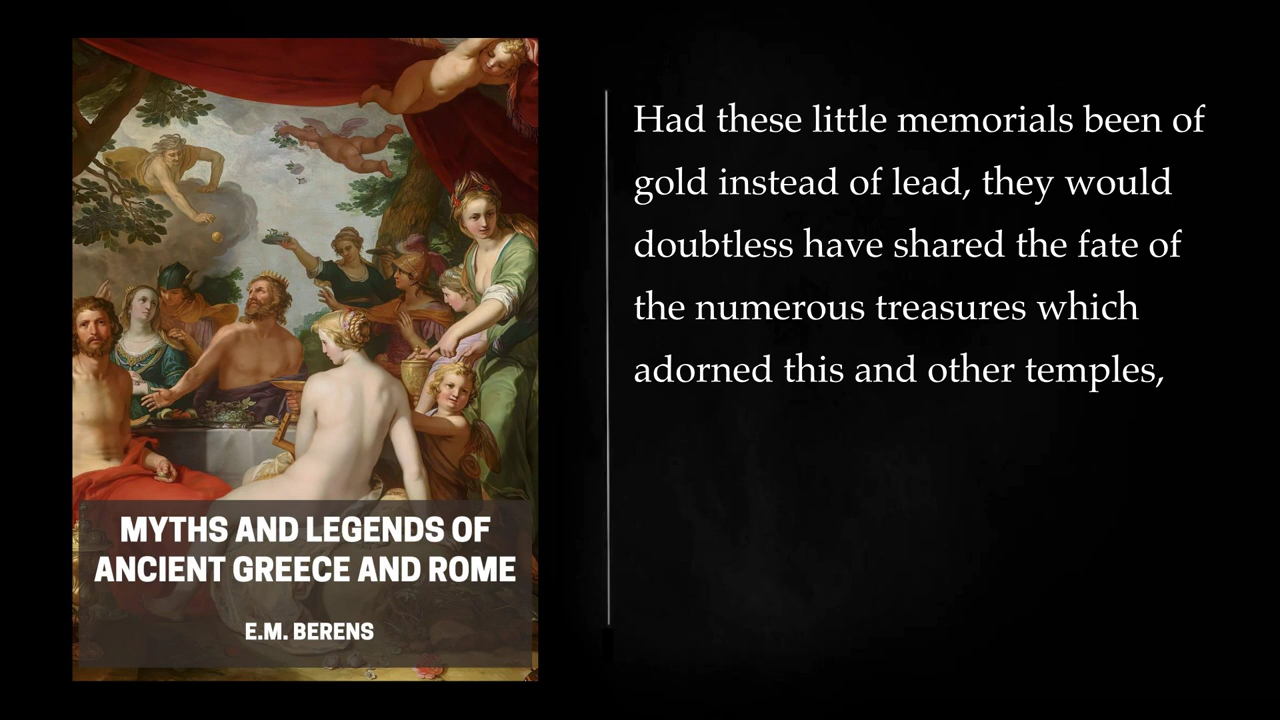 MYTHS AND LEGENDS OF
ANCIENT GREECE AND ROME
E.M. BERENS
Had these little memorials been of
gold instead of lead, they would
doubtless have shared the fate of
the numerous treasures which
adorned this and other temples,